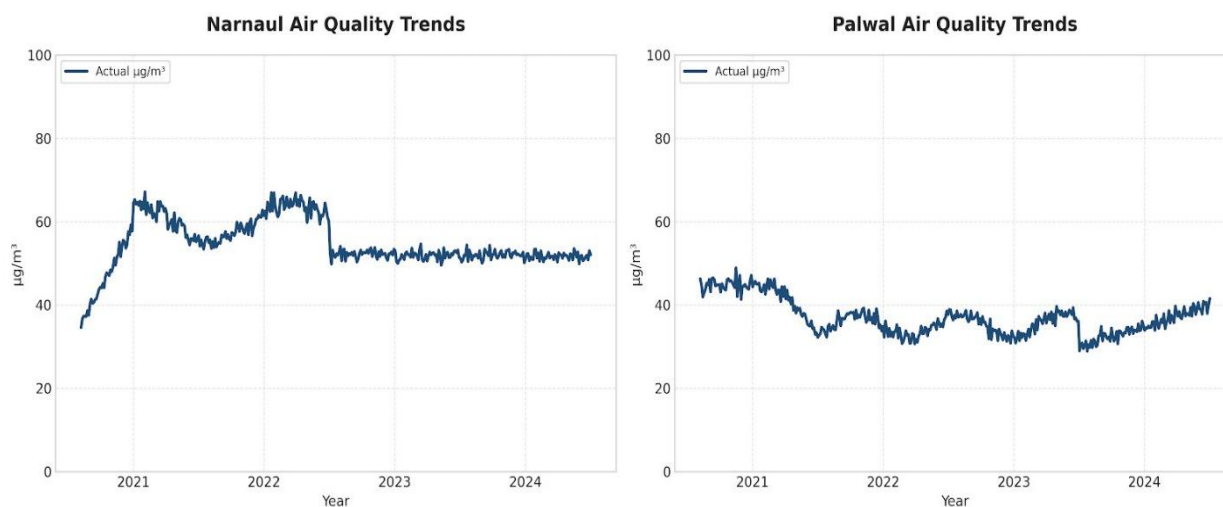 Narnaul Air Quality Trends
100
80
60
40
20
0
µg/m³
Actual µg/m³
2021 2022 2023 2024
Year
Palwal Air Quality Trends
100
80
60
40
20
0
µg/m³
Actual µg/m³
2021 2022 2023 2024
Year